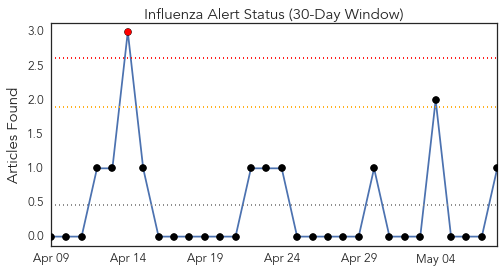 Influenza Alert Status (30-Day Window)
Articles Found
3.0
2.5
2.0
1.5
1.0
0.5
0.0
Apr 09 Apr 14 Apr 19 Apr 24 Apr 29 May 04